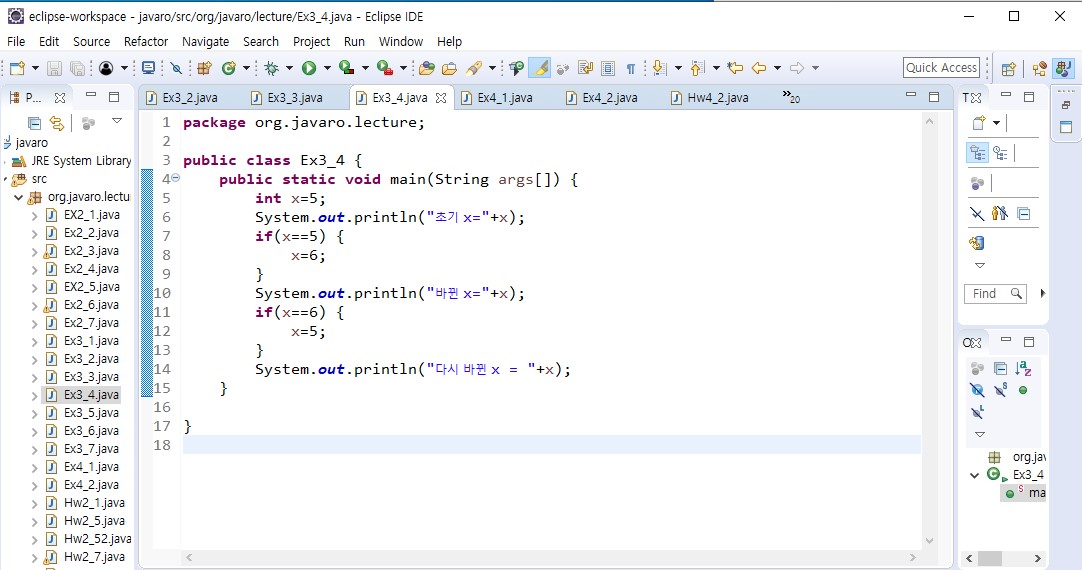 eclipse-workspace - javaro/src/org/javaro/lecture/Ex3_4.java - Eclipse IDE
File Edit Source Refactor Navigate Search Project Run Window Help
Quick Access
P...
Ex3_2.java Ex3_3.java Ex3_4.java Ex4_1.java Ex4_2.java Hw4_2.java »20
javaro
JRE System Library
src
org.javaro.lectu
EX2_1.java
Ex2_2.java
Ex2_3.java
Ex2_4.java
Ex2_5.java
Ex2_6.java
Ex2_7.java
Ex3_1.java
Ex3_2.java
Ex3_3.java
Ex3_4.java
Ex3_5.java
Ex3_6.java
Ex3_7.java
Ex4_1.java
Ex4_2.java
Hw2_1.java
Hw2_5.java
Hw2_52.java
Hw2_7.java
1 package org.javaro.lecture;
2
3 public class Ex3_4 {
4 public static void main(String args[]) {
5 int x=5;
6 System.out.println("초기 x="+x);
7 if(x==5) {
8 x=6;
9 }
10 System.out.println("바뀐 x="+x);
11 if(x==6) {
12 x=5;
13 }
14 System.out.println("다시 바뀐 x = "+x);
15 }
16
17 }
18
T
Find
O
org.jav
Ex3_4
S ma